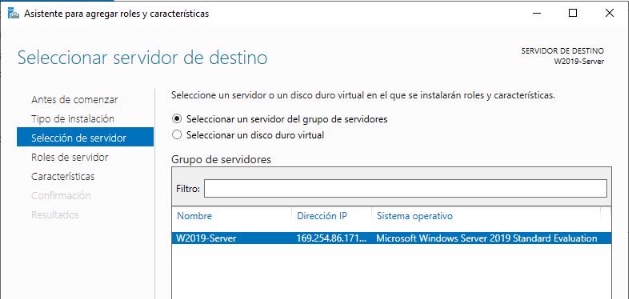 Asistente para agregar roles y características
Seleccionar servidor de destino
SERVIDOR DE DESTINO
W2019-Server
Antes de comenzar
Tipo de instalación
Selección de servidor
Roles de servidor
Características
Confirmación
Resultados
Seleccione un servidor o un disco duro virtual en el que se instalarán roles y características.
Seleccionar un servidor del grupo de servidores
Seleccionar un disco duro virtual
Grupo de servidores
Filtro:
Nombre Dirección IP Sistema operativo
W2019-Server 169.254.86.171... Microsoft Windows Server 2019 Standard Evaluation